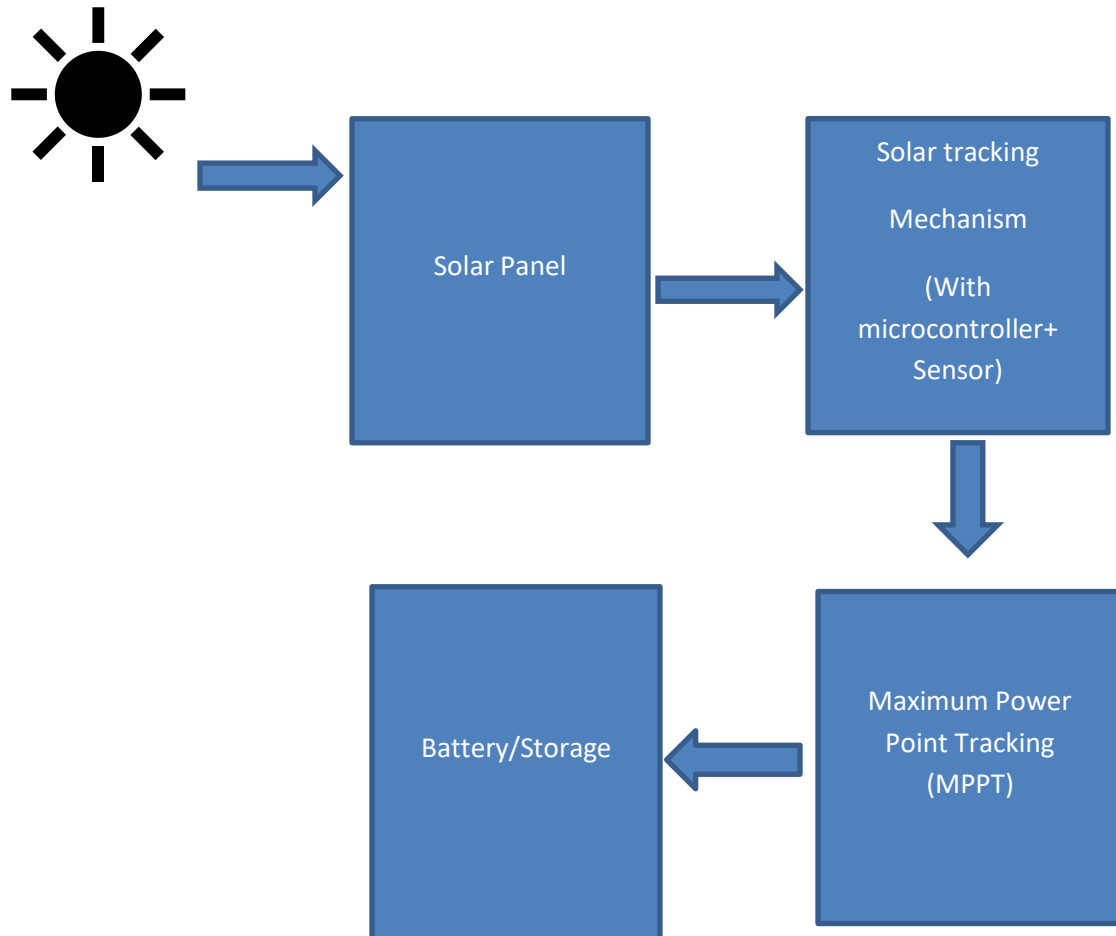 Solar Panel
Solar tracking
Mechanism
(With
microcontroller+
Sensor)
Maximum Power
Point Tracking
(MPPT)
Battery/Storage